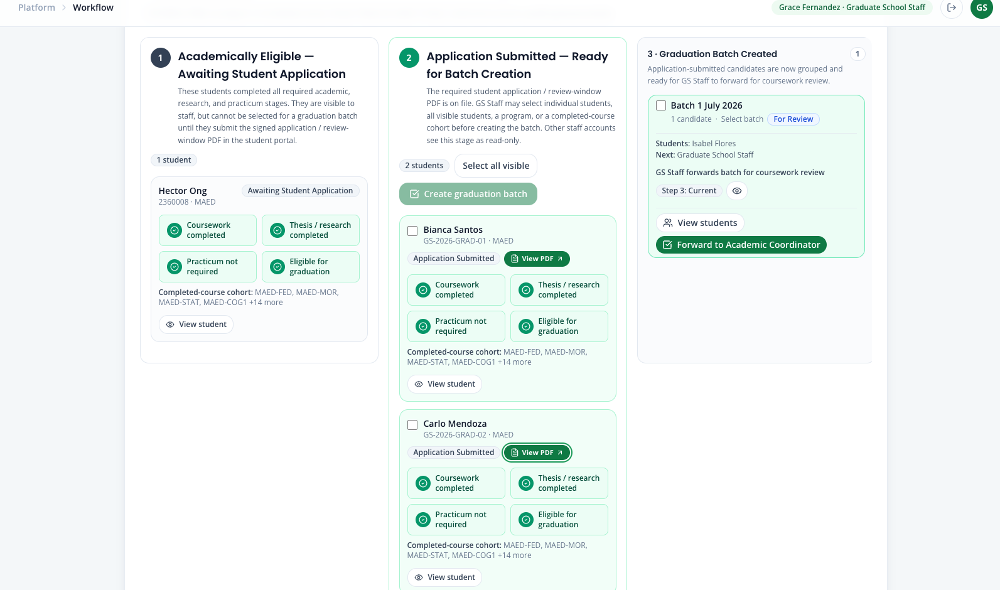 Platform
Workflow
Grace Fernandez · Graduate School Staff
GS
1
Academically Eligible —
Awaiting Student Application
These students completed all required academic,
research, and practicum stages. They are visible to
staff, but cannot be selected for a graduation batch
until they submit the signed application / review-
window PDF in the student portal.
1 student
Hector Ong
Awaiting Student Application
2360008 · MAED
Coursework
completed
Thesis / research
completed
Practicum not
required
Eligible for
graduation
Completed-course cohort: MAED-FED, MAED-MOR,
MAED-STAT, MAED-COG1 +14 more
View student
2
Application Submitted — Ready
for Batch Creation
The required student application / review-window
PDF is on file. GS Staff may select individual students,
all visible students, a program, or a completed-course
cohort before creating the batch. Other staff accounts
see this stage as read-only.
2 students
Select all visible
Create graduation batch
Bianca Santos
GS-2026-GRAD-01 · MAED
Application Submitted
View PDF
Coursework
completed
Thesis / research
completed
Practicum not
required
Eligible for
graduation
Completed-course cohort: MAED-FED, MAED-MOR,
MAED-STAT, MAED-COG1 +14 more
View student
Carlo Mendoza
GS-2026-GRAD-02 · MAED
Application Submitted
View PDF
Coursework
completed
Thesis / research
completed
Practicum not
required
Eligible for
graduation
Completed-course cohort: MAED-FED, MAED-MOR,
MAED-STAT, MAED-COG1 +14 more
View student
3 · Graduation Batch Created
1
Application-submitted candidates are now grouped and
ready for GS Staff to forward for coursework review.
Batch 1 July 2026
1 candidate · Select batch
For Review
Students: Isabel Flores
Next: Graduate School Staff
GS Staff forwards batch for coursework review
Step 3: Current
View students
Forward to Academic Coordinator